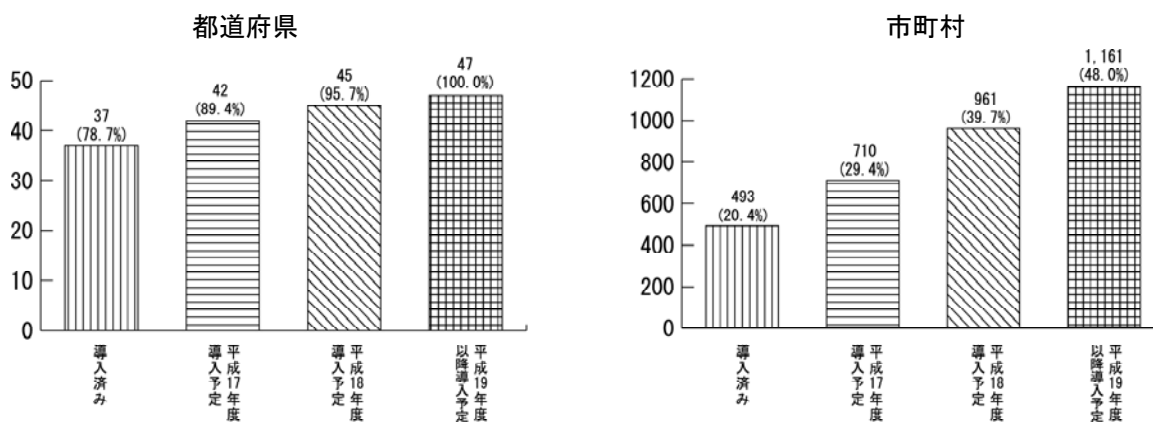 都道府県
50
40
30
20
10
0
37
(78.7%)
42
(89.4%)
45
(95.7%)
47
(100.0%)
導入済み
平成17年度
導入予定
平成18年度
導入予定
平成19年度
以降導入予定
市町村
1200
1000
800
600
400
200
0
493
(20.4%)
710
(29.4%)
961
(39.7%)
1,161
(48.0%)
導入済み
平成17年度
導入予定
平成18年度
導入予定
平成19年度
以降導入予定